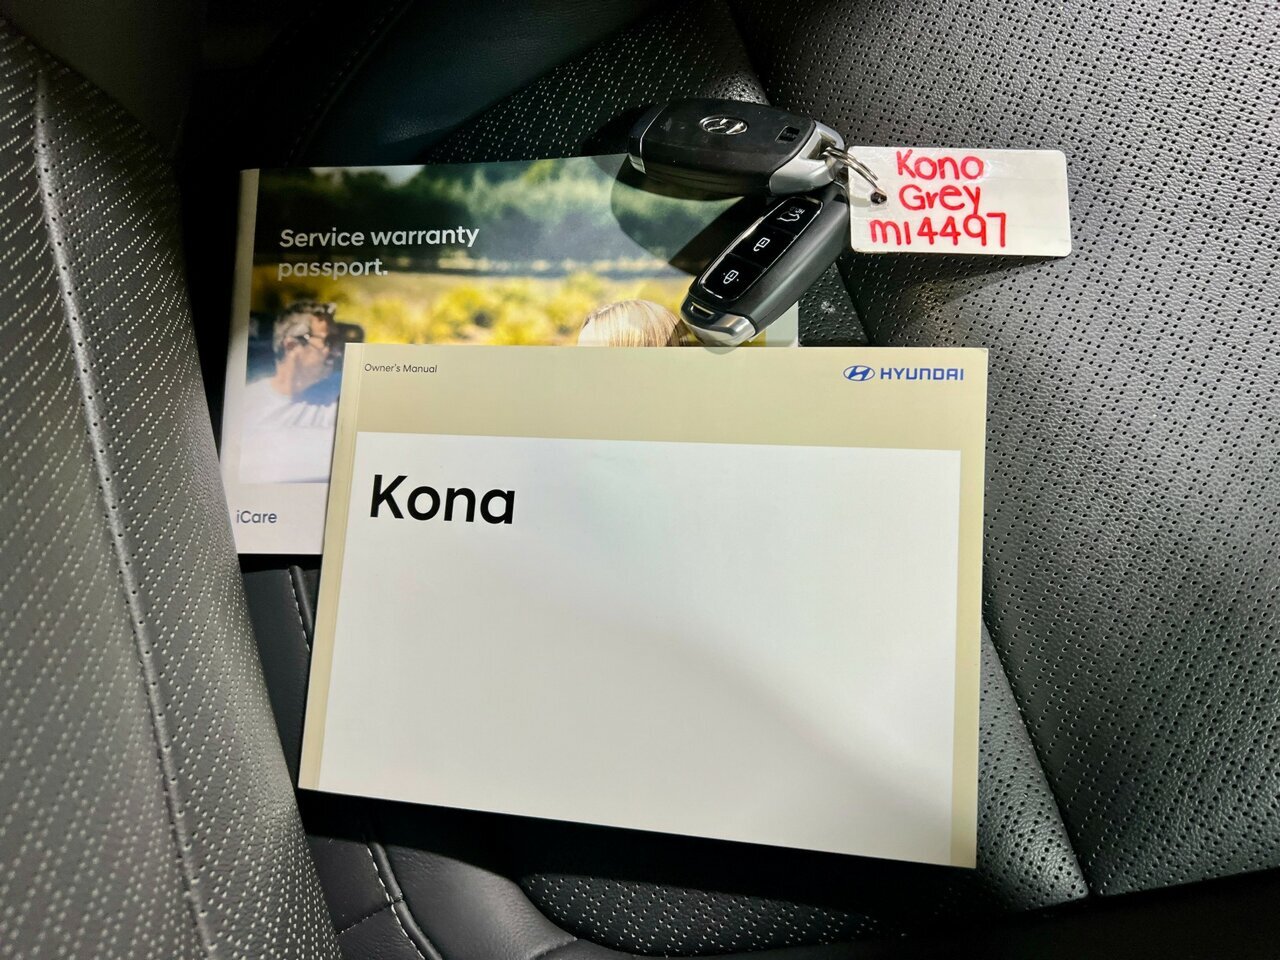 Kono
Grey
m14497
Service warranty
passport.
Owner's Manual
HYUNDAI
Kona
iCare